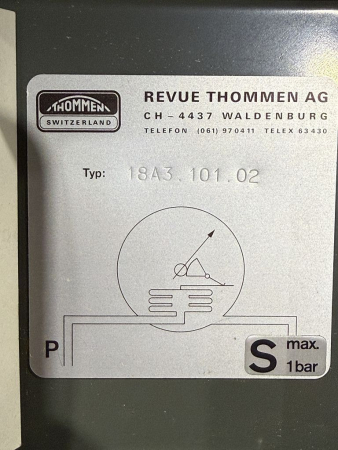 THOMMEN
SWITZERLAND
REVUE THOMMEN AG
CH – 4437 WALDENBURG
TELEFON (061) 970411 TELEX 63430
Typ: 18A3.101.02
P
S max.
1bar